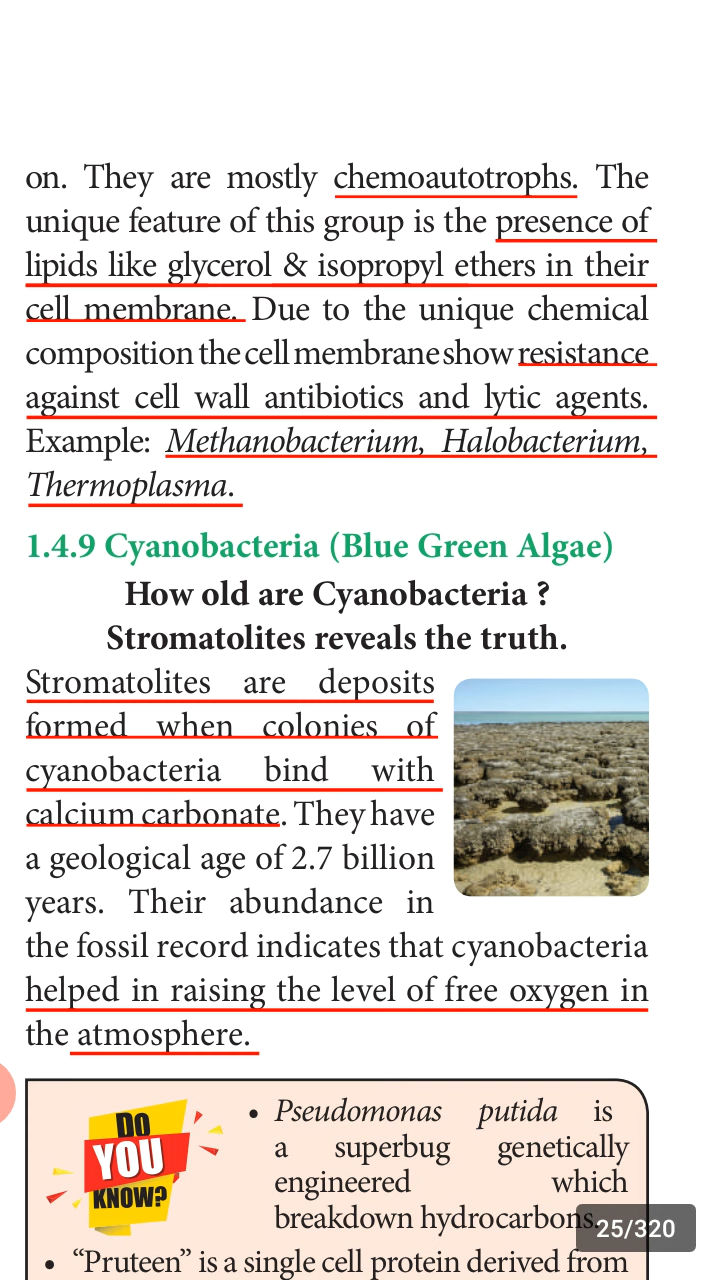 on. They are mostly chemoautotrophs. The
unique feature of this group is the presence of
lipids like glycerol & isopropyl ethers in their
cell membrane. Due to the unique chemical
composition the cell membrane show resistance
against cell wall antibiotics and lytic agents.
Example: Methanobacterium, Halobacterium,
Thermoplasma.
1.4.9 Cyanobacteria (Blue Green Algae)
How old are Cyanobacteria ?
Stromatolites reveals the truth.
Stromatolites are deposits
formed when colonies of
cyanobacteria bind with
calcium carbonate. They have
a geological age of 2.7 billion
years. Their abundance in
the fossil record indicates that cyanobacteria
helped in raising the level of free oxygen in
the atmosphere.
DO
YOU
KNOW?
• Pseudomonas putida is
a superbug genetically
engineered which
breakdown hydrocarbons.
25/320
• “Pruteen” is a single cell protein derived from